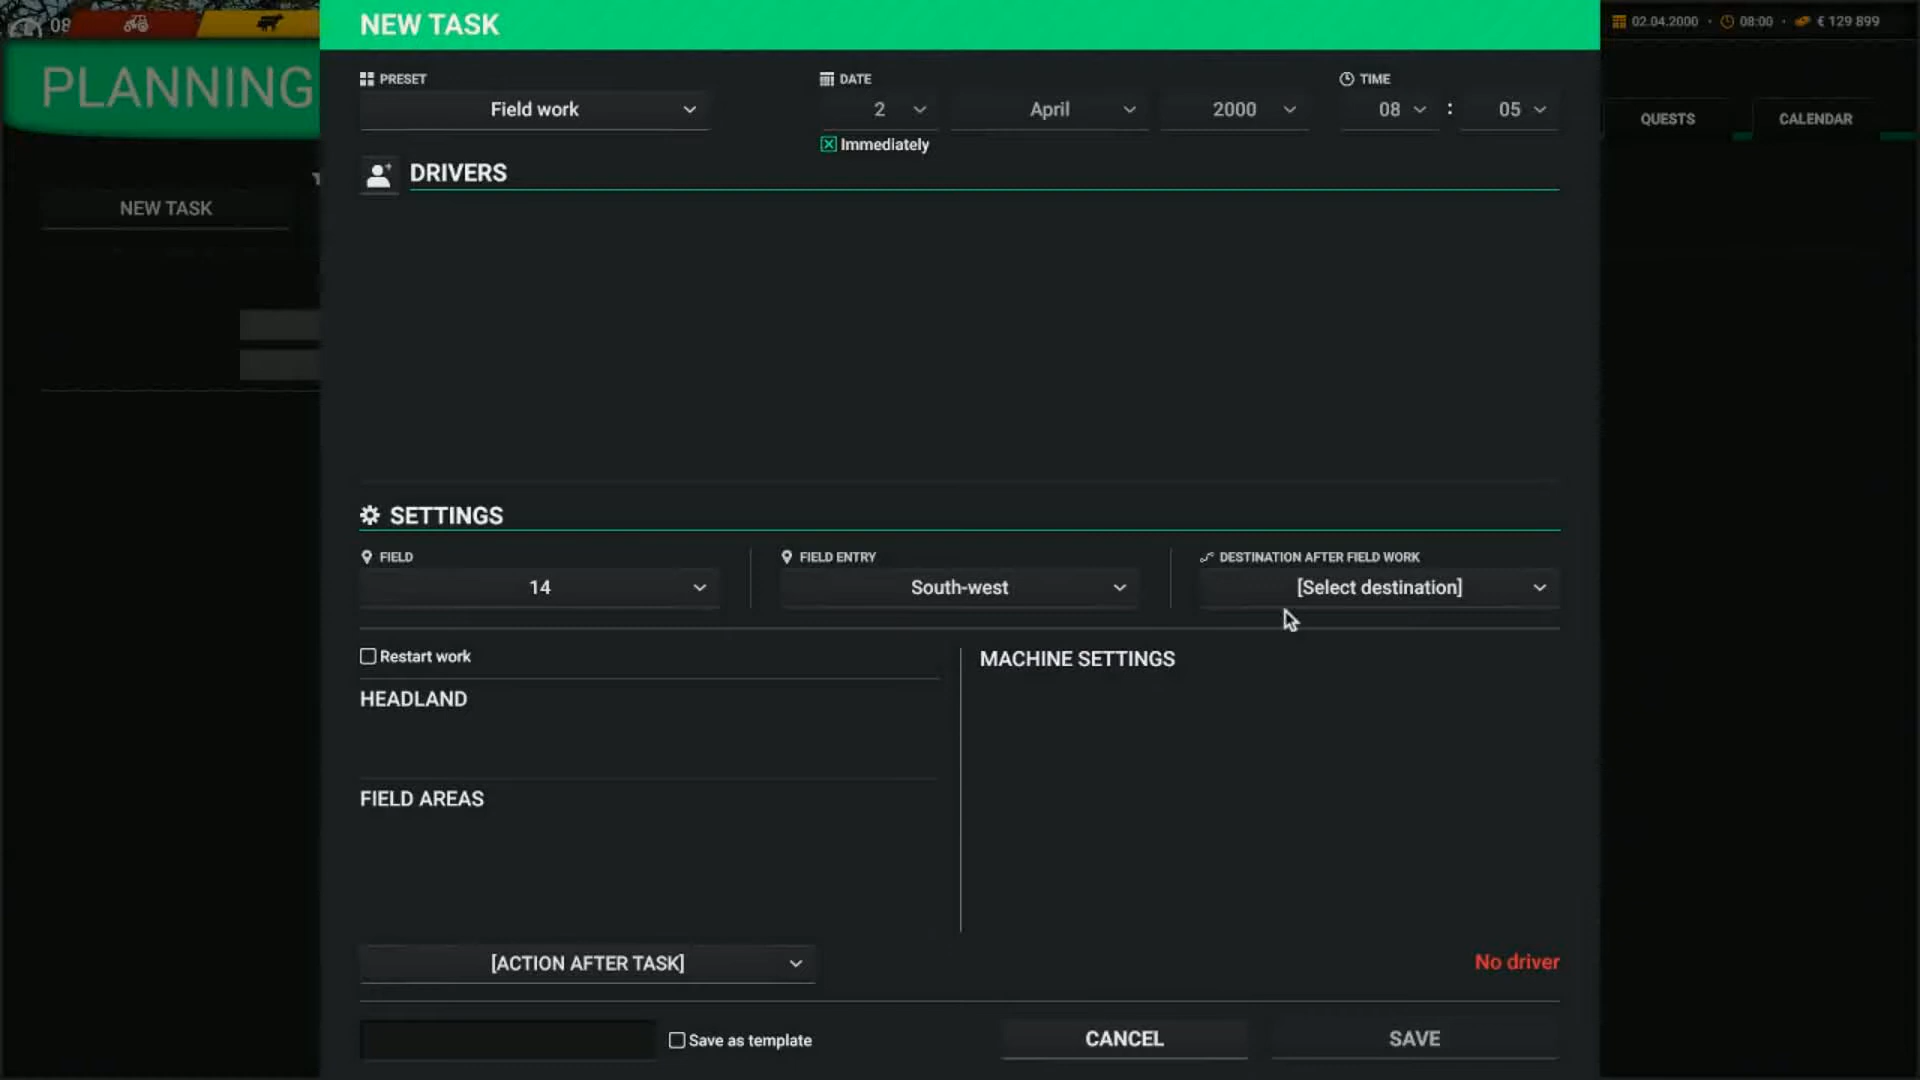 NEW TASK
08
02.04.2000 • 08:00 • € 129 899
PLANNING
PRESET
DATE
TIME
Field work
2
April
2000
08 : 05
QUESTS
CALENDAR
Immediately
DRIVERS
NEW TASK
SETTINGS
FIELD
FIELD ENTRY
DESTINATION AFTER FIELD WORK
14
South-west
[Select destination]
Restart work
MACHINE SETTINGS
HEADLAND
FIELD AREAS
[ACTION AFTER TASK]
No driver
Save as template
CANCEL
SAVE